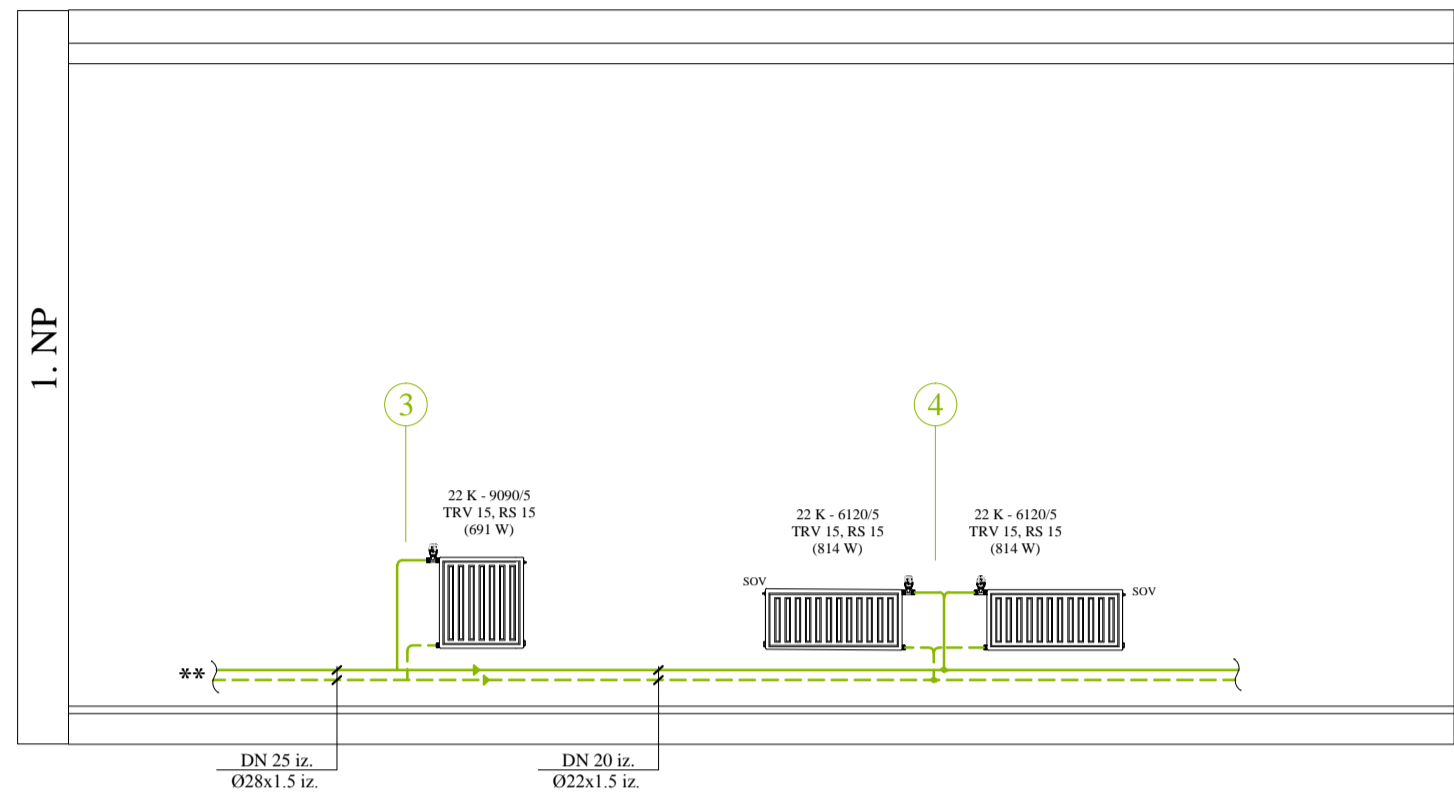 1. NP
3
4
22 K - 9090/5
TRV 15, RS 15
(691 W)
22 K - 6120/5
TRV 15, RS 15
(814 W)
22 K - 6120/5
TRV 15, RS 15
(814 W)
SOV
SOV
**
DN 25 iz.
Ø28x1.5 iz.
DN 20 iz.
Ø22x1.5 iz.